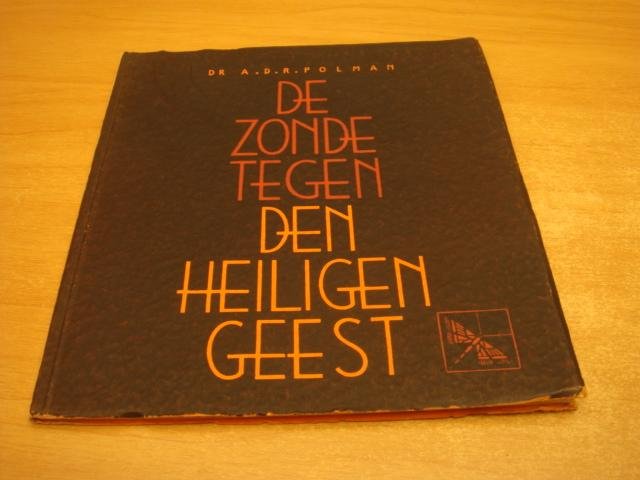 DR A.D.R. POLMAN
DE
ZONDE
TEGEN
DEN
HEILIGEN
GEEST